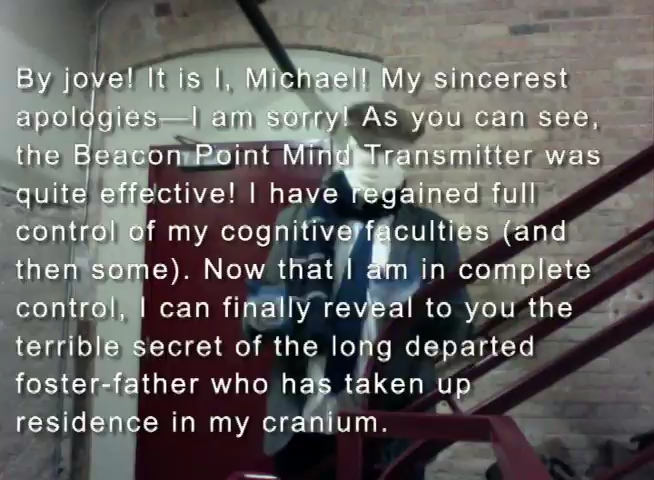 By jove! It is I, Michael! My sincerest
apologies—I am sorry! As you can see,
the Beacon Point Mind Transmitter was
quite effective! I have regained full
control of my cognitive faculties (and
then some). Now that I am in complete
control, I can finally reveal to you the
terrible secret of the long departed
foster-father who has taken up
residence in my cranium.